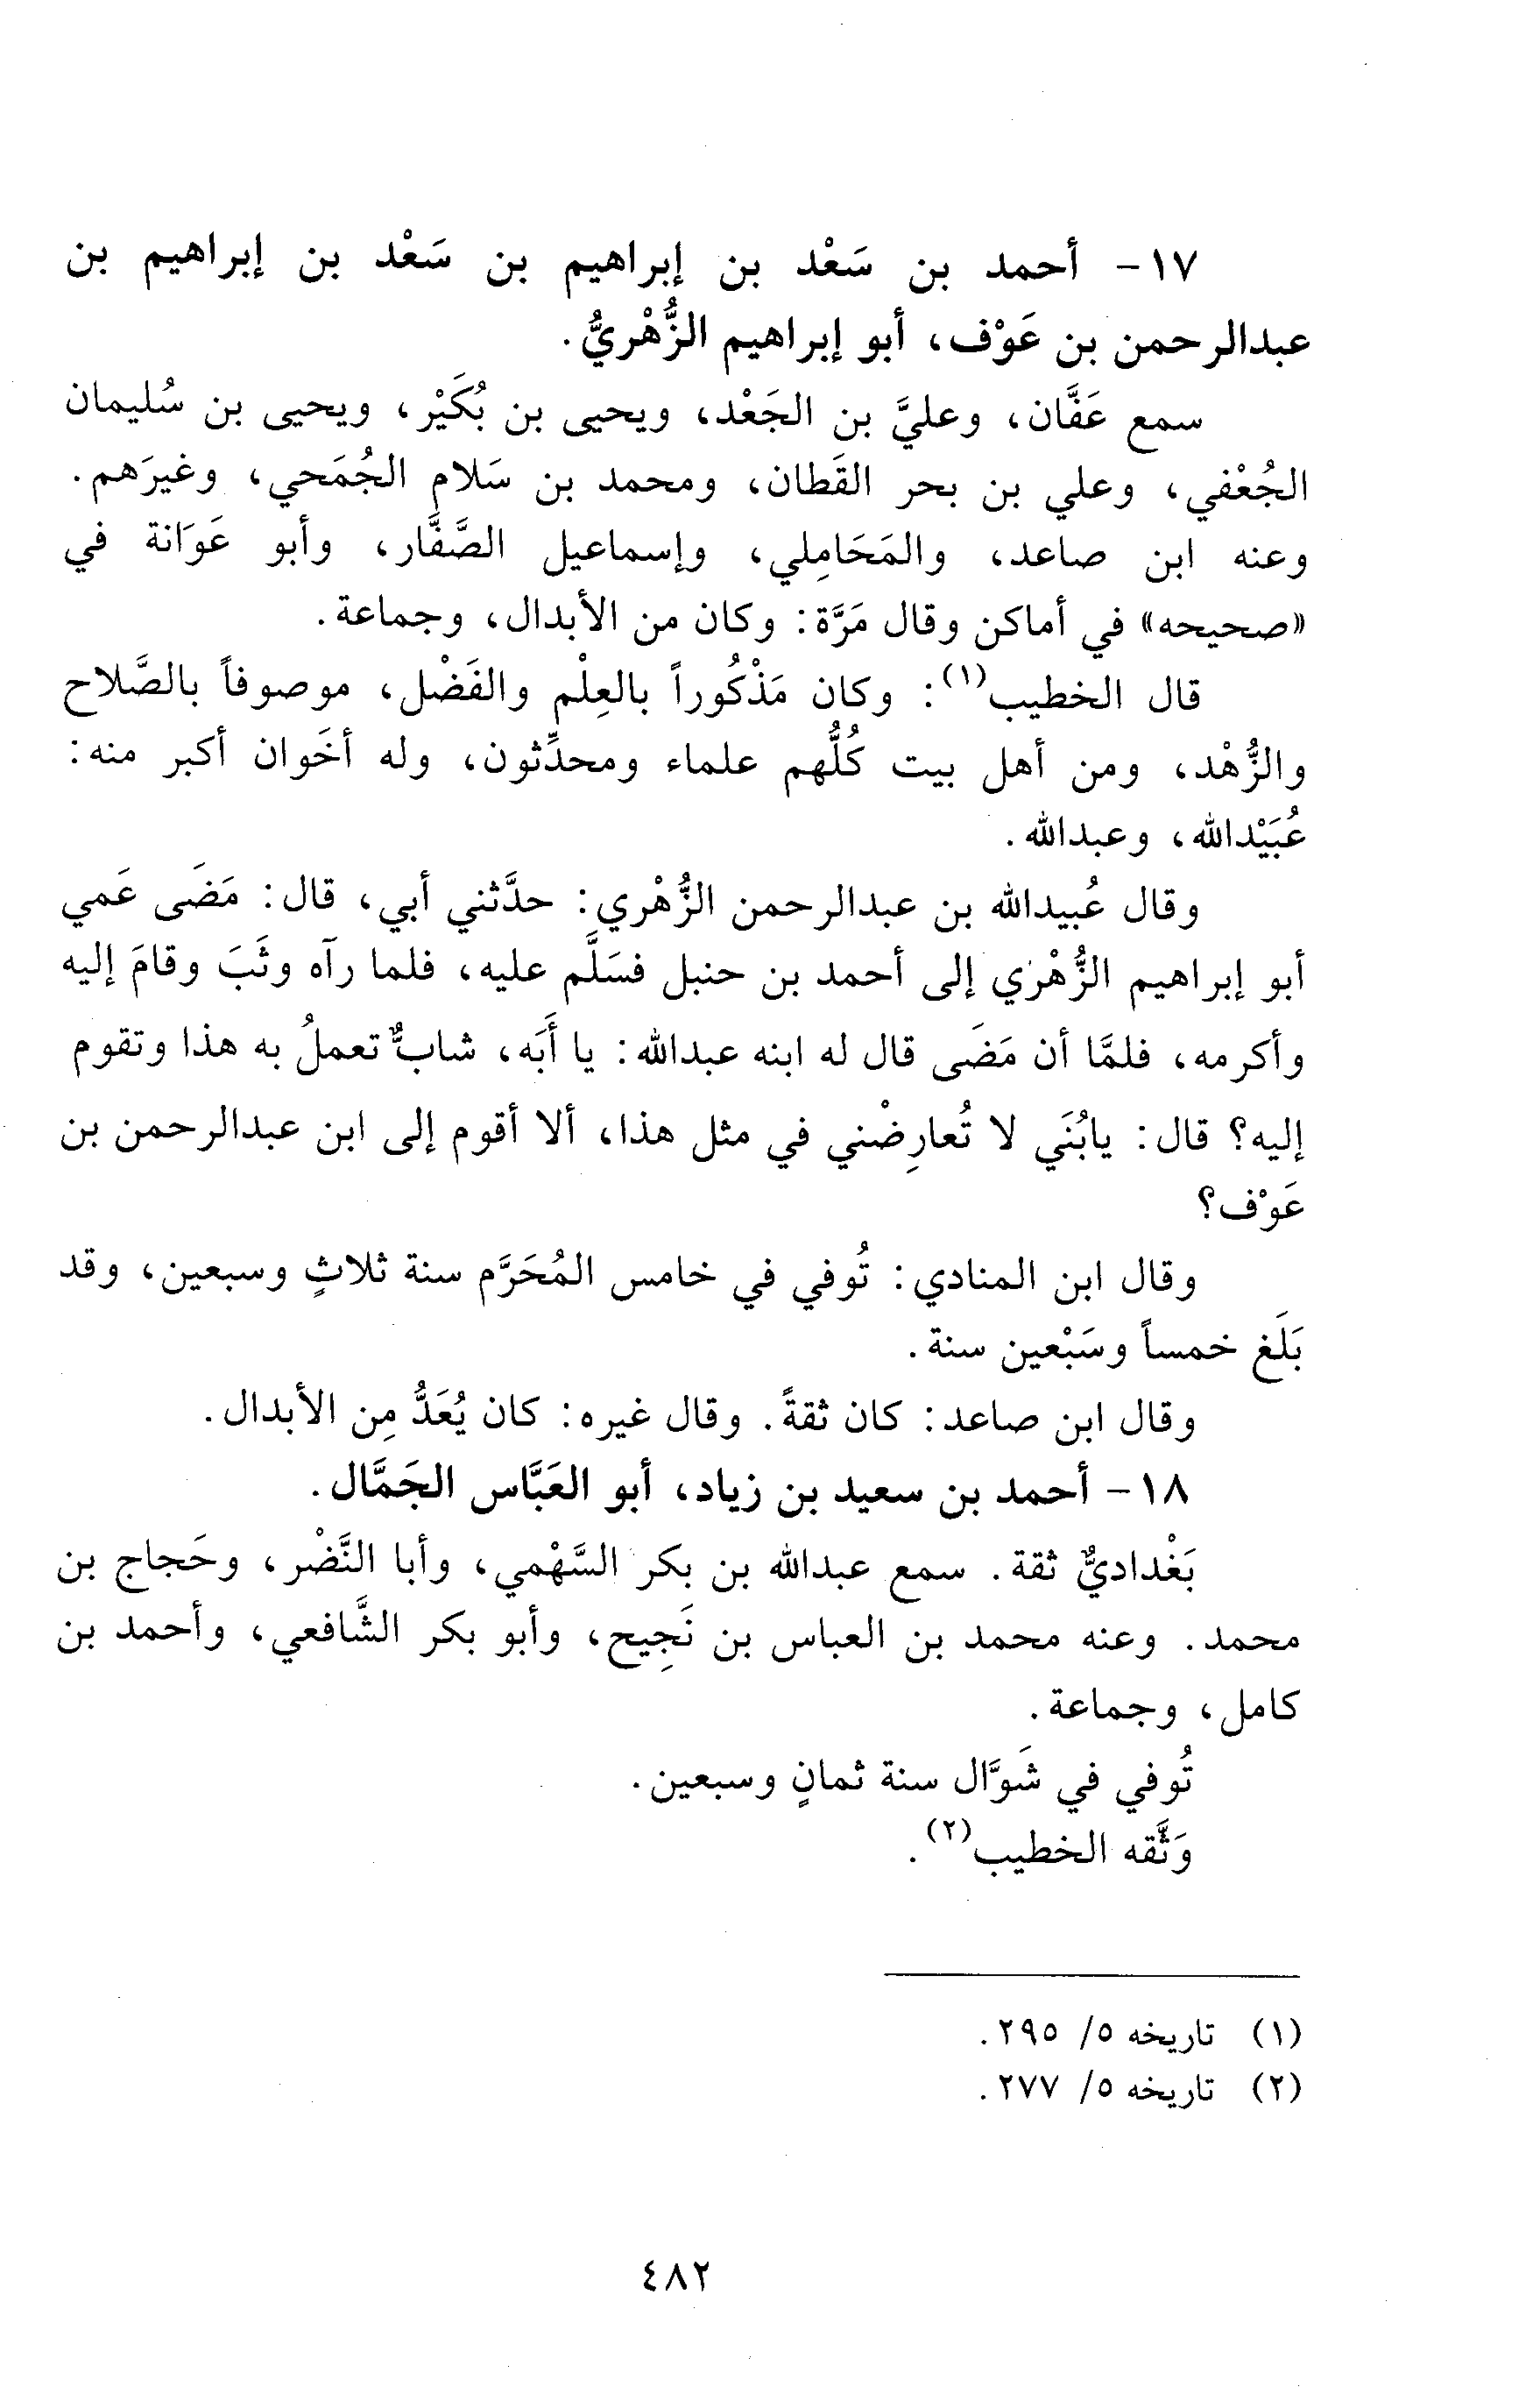 ١٧- أحمد بن سَعْد بن إبراهيم بن سَعْد بن إبراهيم بن
عبدالرحمن بن عَوْف، أبو إبراهيم الزُّهْريُّ.
سمع عَفَّان، وعليَّ بن الجَعْد، ويحيى بن بُكَيْر، ويحيى بن سُليمان
الجُعْفي، وعلي بن بحر القَطان، ومحمد بن سَلام الجُمَحي، وغيرَهم.
وعنه ابن صاعد، والمَحَامِلي، وإسماعيل الصَّفَّار، وأبو عَوَانة في
«صحيحه» في أماكن وقال مَرَّة: وكان من الأبدال، وجماعة.
قال الخطيب(١): وكان مَذْكُوراً بالعِلْم والفَضْل، موصوفاً بالصَّلاح
والزُّهْد، ومن أهل بيت كُلُّهم علماء ومحدِّثون، وله أخَوان أكبر منه:
عُبَيْدالله، وعبدالله.
وقال عُبيدالله بن عبدالرحمن الزُّهْري: حدَّثني أبي، قال: مَضَى عَمي
أبو إبراهيم الزُّهْري إلى أحمد بن حنبل فسَلَّم عليه، فلما رآه وثَبَ وقامَ إليه
وأكرمه، فلمَّا أن مَضَى قال له ابنه عبدالله: يا أَبَه، شابٌّ تعملُ به هذا وتقوم
إليه؟ قال: يابُنَي لا تُعارِضْني في مثل هذا، ألا أقوم إلى ابن عبدالرحمن بن
عَوْف؟
وقال ابن المنادي: تُوفي في خامس المُحَرَّم سنة ثلاثٍ وسبعين، وقد
بَلَغ خمساً وسَبْعين سنة.
وقال ابن صاعد: كان ثقةً. وقال غيره: كان يُعَدُّ مِن الأبدال.
١٨- أحمد بن سعيد بن زياد، أبو العَبَّاس الجَمَّال.
بَغْداديٌّ ثقة. سمع عبدالله بن بكر السَّهْمي، وأبا النَّضْر، وحَجاج بن
محمد. وعنه محمد بن العباس بن نَجِيح، وأبو بكر الشَّافعي، وأحمد بن
كامل، وجماعة.
تُوفي في شَوَّال سنة ثمانٍ وسبعين.
وَثَّقه الخطيب(٢).
(١) تاريخه ٥/ ٢٩٥.
(٢) تاريخه ٥/ ٢٧٧.
٤٨٢